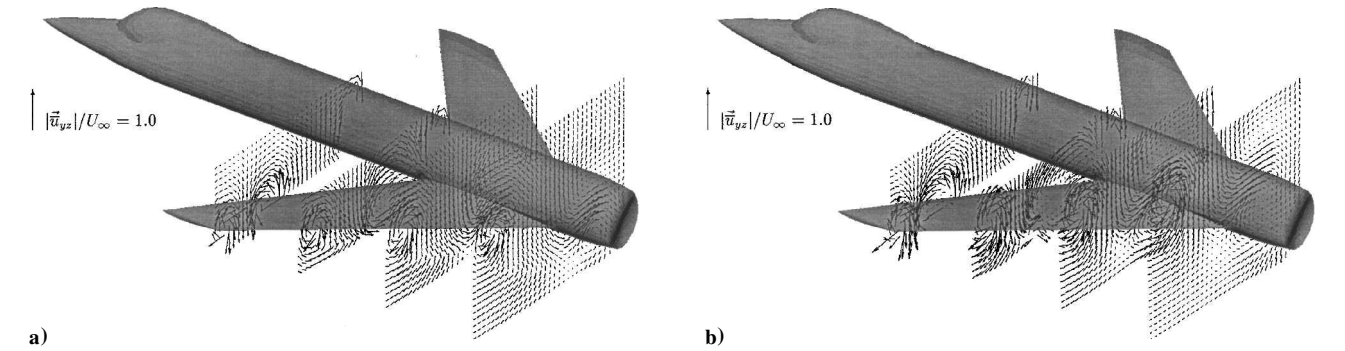 |u⃗_yz|/U_∞ = 1.0
|u⃗_yz|/U_∞ = 1.0
a)
b)